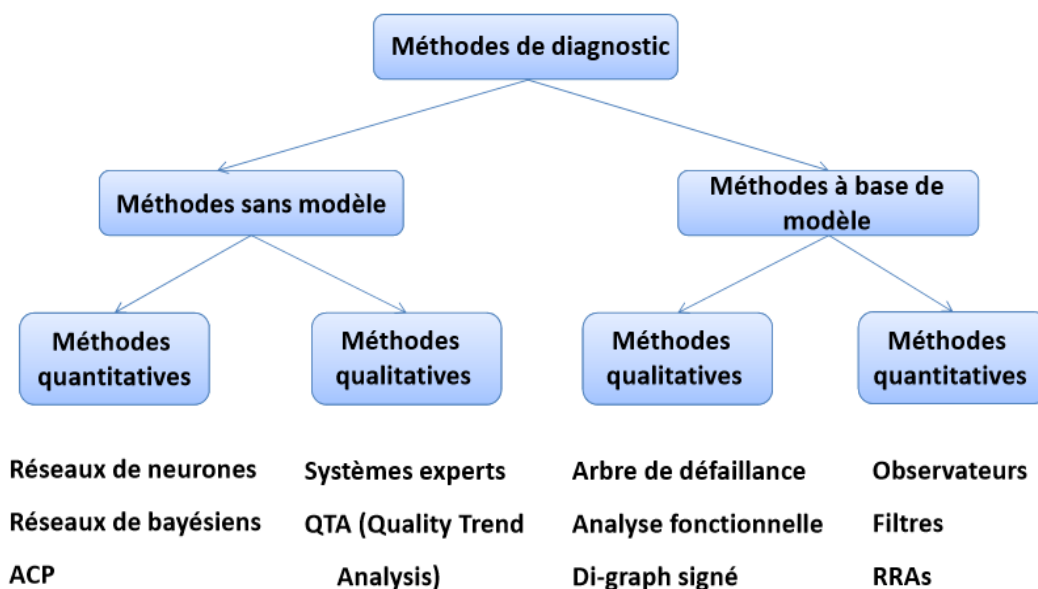 Méthodes de diagnostic
Méthodes sans modèle
Méthodes à base de
modèle
Méthodes
quantitatives
Méthodes
qualitatives
Méthodes
qualitatives
Méthodes
quantitatives
Réseaux de neurones
Réseaux de bayésiens
ACP
Systèmes experts
QTA (Quality Trend
Analysis)
Arbre de défaillance
Analyse fonctionnelle
Di-graph signé
Observateurs
Filtres
RRAs